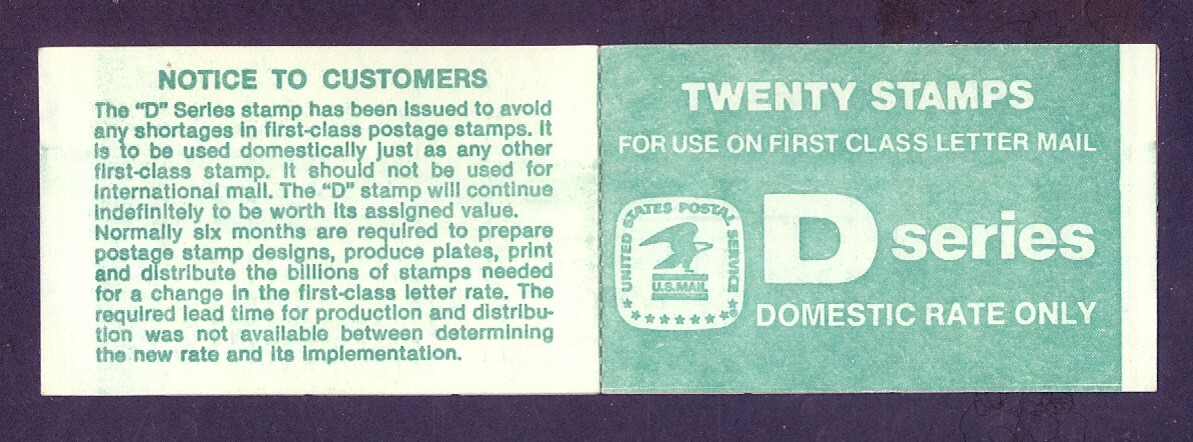 NOTICE TO CUSTOMERS
The "D" Series stamp has been issued to avoid
any shortages in first-class postage stamps. It
is to be used domestically just as any other
first-class stamp. It should not be used for
international mail. The "D" stamp will continue
indefinitely to be worth its assigned value.
Normally six months are required to prepare
postage stamp designs, produce plates, print
and distribute the billions of stamps needed
for a change in the first-class letter rate. The
required lead time for production and distribu-
tion was not available between determining
the new rate and its implementation.
TWENTY STAMPS
FOR USE ON FIRST CLASS LETTER MAIL
UNITED STATES POSTAL SERVICE
U.S.MAIL
D series
DOMESTIC RATE ONLY